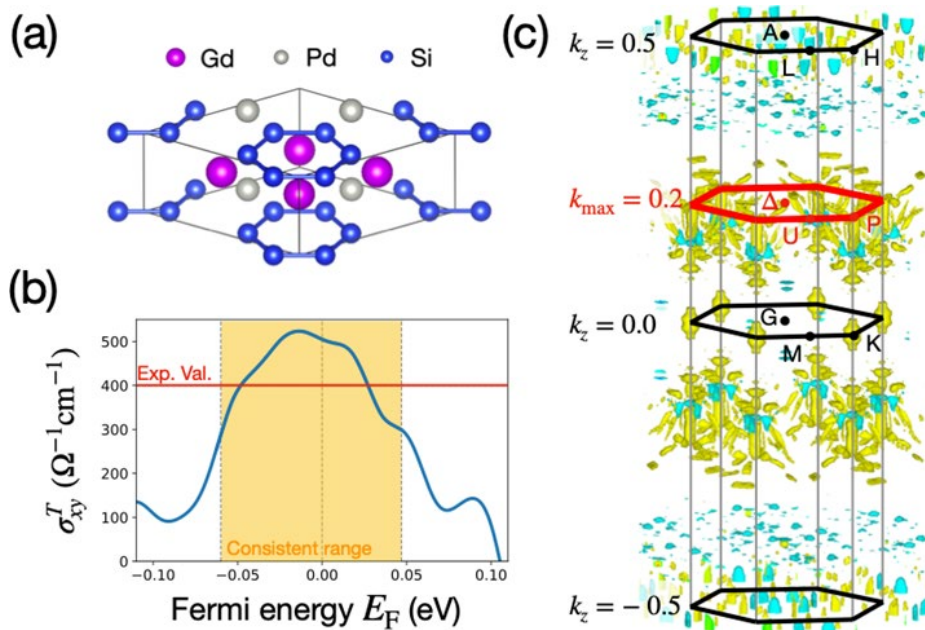 (a)
Gd Pd Si
(b)
500
400
300
200
100
0
Exp. Val.
Consistent range
σᵀxy (Ω⁻¹cm⁻¹)
−0.10 −0.05 0.00 0.05 0.10
Fermi energy E_F (eV)
(c)
k_z = 0.5
A
L
H
k_max = 0.2
Δ
U
P
k_z = 0.0
G
M
K
k_z = − 0.5